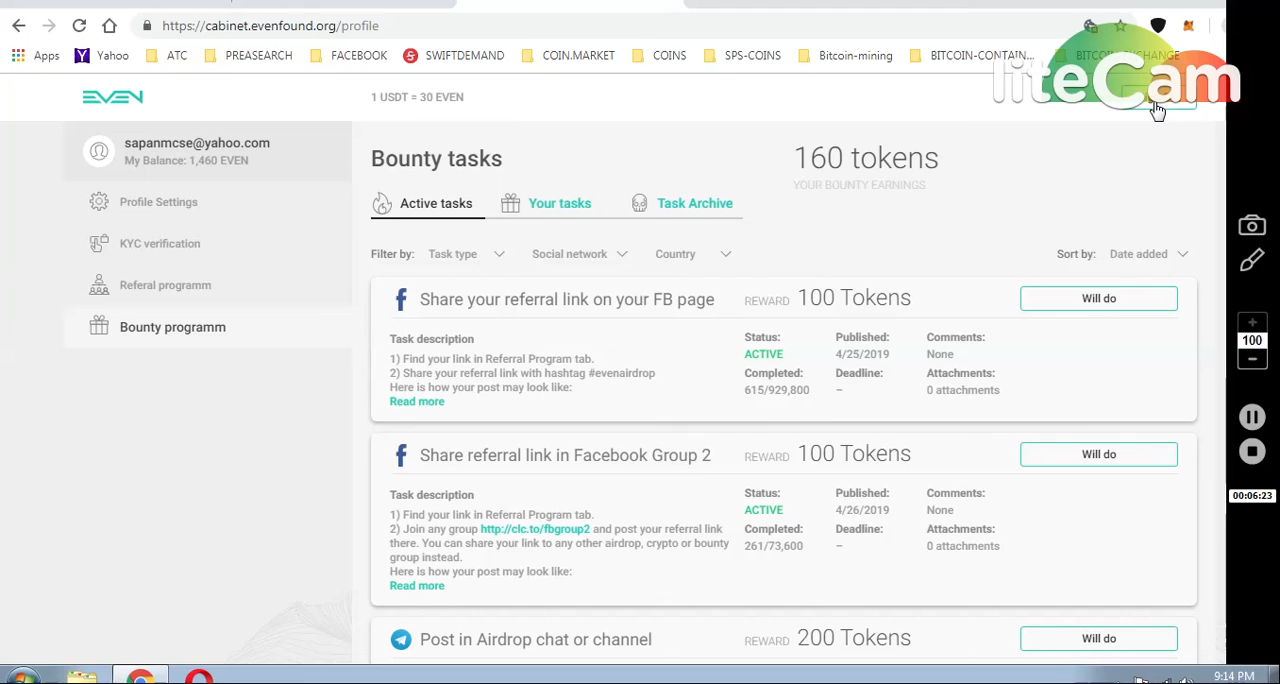 https://cabinet.evenfound.org/profile
Apps Yahoo ATC PREASEARCH FACEBOOK SWIFTDEMAND COIN.MARKET COINS SPS-COINS Bitcoin-mining BITCOIN-CONTAIN... BITCOIN-EXCHANGE
liteCam
EVEN
1 USDT = 30 EVEN
sapanmcse@yahoo.com
My Balance: 1,460 EVEN
Profile Settings
KYC verification
Referal programm
Bounty programm
Bounty tasks
160 tokens
YOUR BOUNTY EARNINGS
Active tasks Your tasks Task Archive
Filter by: Task type Social network Country Sort by: Date added
Share your referral link on your FB page REWARD 100 Tokens Will do
Task description
1) Find your link in Referral Program tab.
2) Share your referral link with hashtag #evenairdrop
Here is how your post may look like:
Read more
Status: Published: Comments:
ACTIVE 4/25/2019 None
Completed: Deadline: Attachments:
615/929,800 – 0 attachments
Share referral link in Facebook Group 2 REWARD 100 Tokens Will do
Task description
1) Find your link in Referral Program tab.
2) Join any group http://clc.to/fbgroup2 and post your referral link
there. You can share your link to any other airdrop, crypto or bounty
group instead.
Here is how your post may look like:
Read more
Status: Published: Comments:
ACTIVE 4/26/2019 None
Completed: Deadline: Attachments:
261/73,600 – 0 attachments
Post in Airdrop chat or channel REWARD 200 Tokens Will do
100
00:06:23
9:14 PM